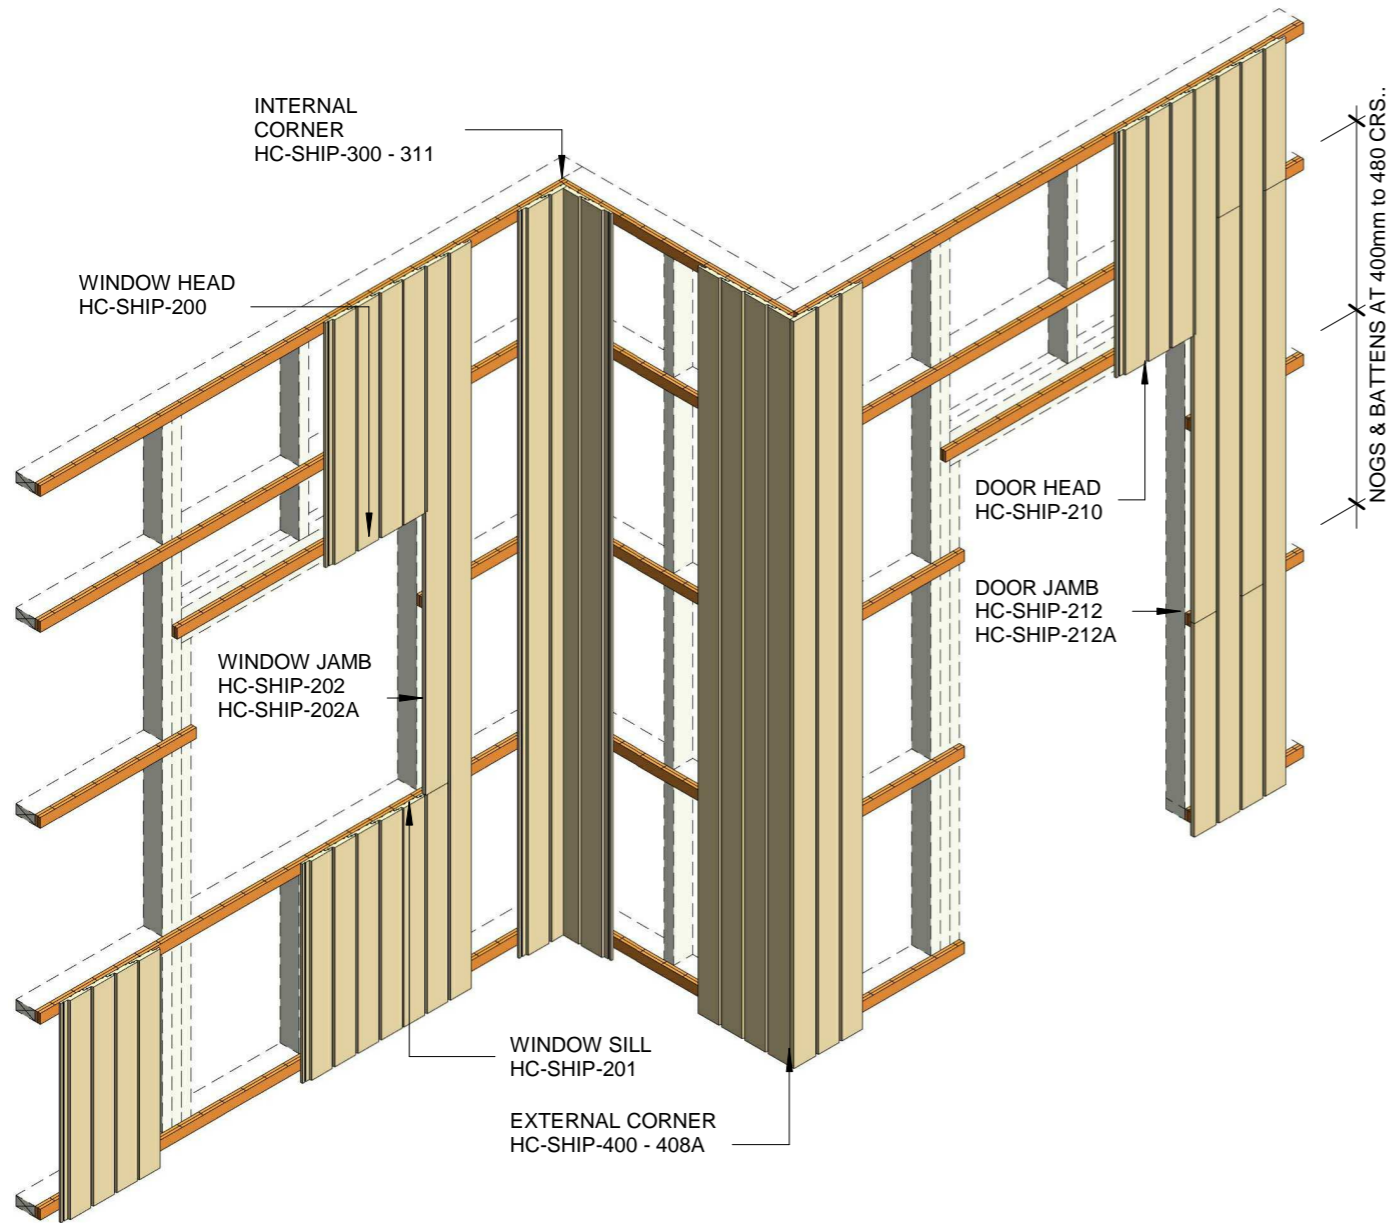 INTERNAL
CORNER
HC-SHIP-300 - 311
WINDOW HEAD
HC-SHIP-200
NOGS & BATTENS AT 400mm to 480 CRS..
DOOR HEAD
HC-SHIP-210
DOOR JAMB
HC-SHIP-212
HC-SHIP-212A
WINDOW JAMB
HC-SHIP-202
HC-SHIP-202A
WINDOW SILL
HC-SHIP-201
EXTERNAL CORNER
HC-SHIP-400 - 408A